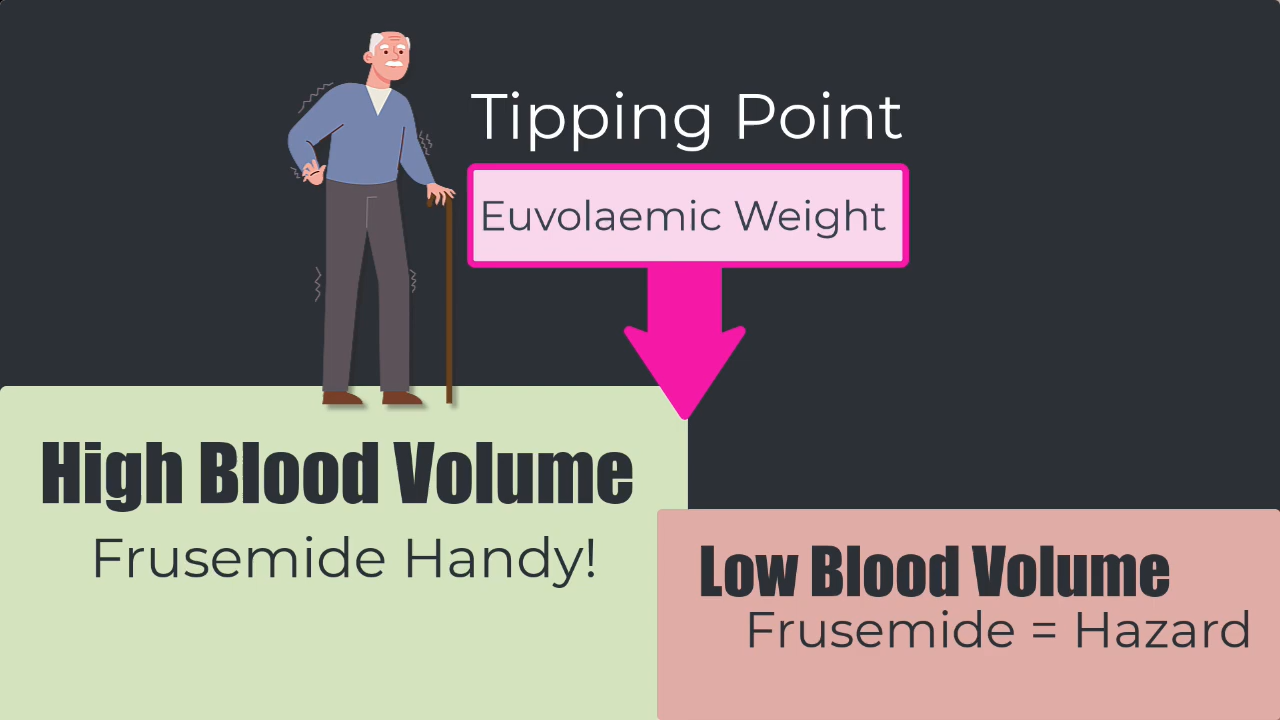 Tipping Point
Euvolaemic Weight
High Blood Volume
Frusemide Handy!
Low Blood Volume
Frusemide = Hazard